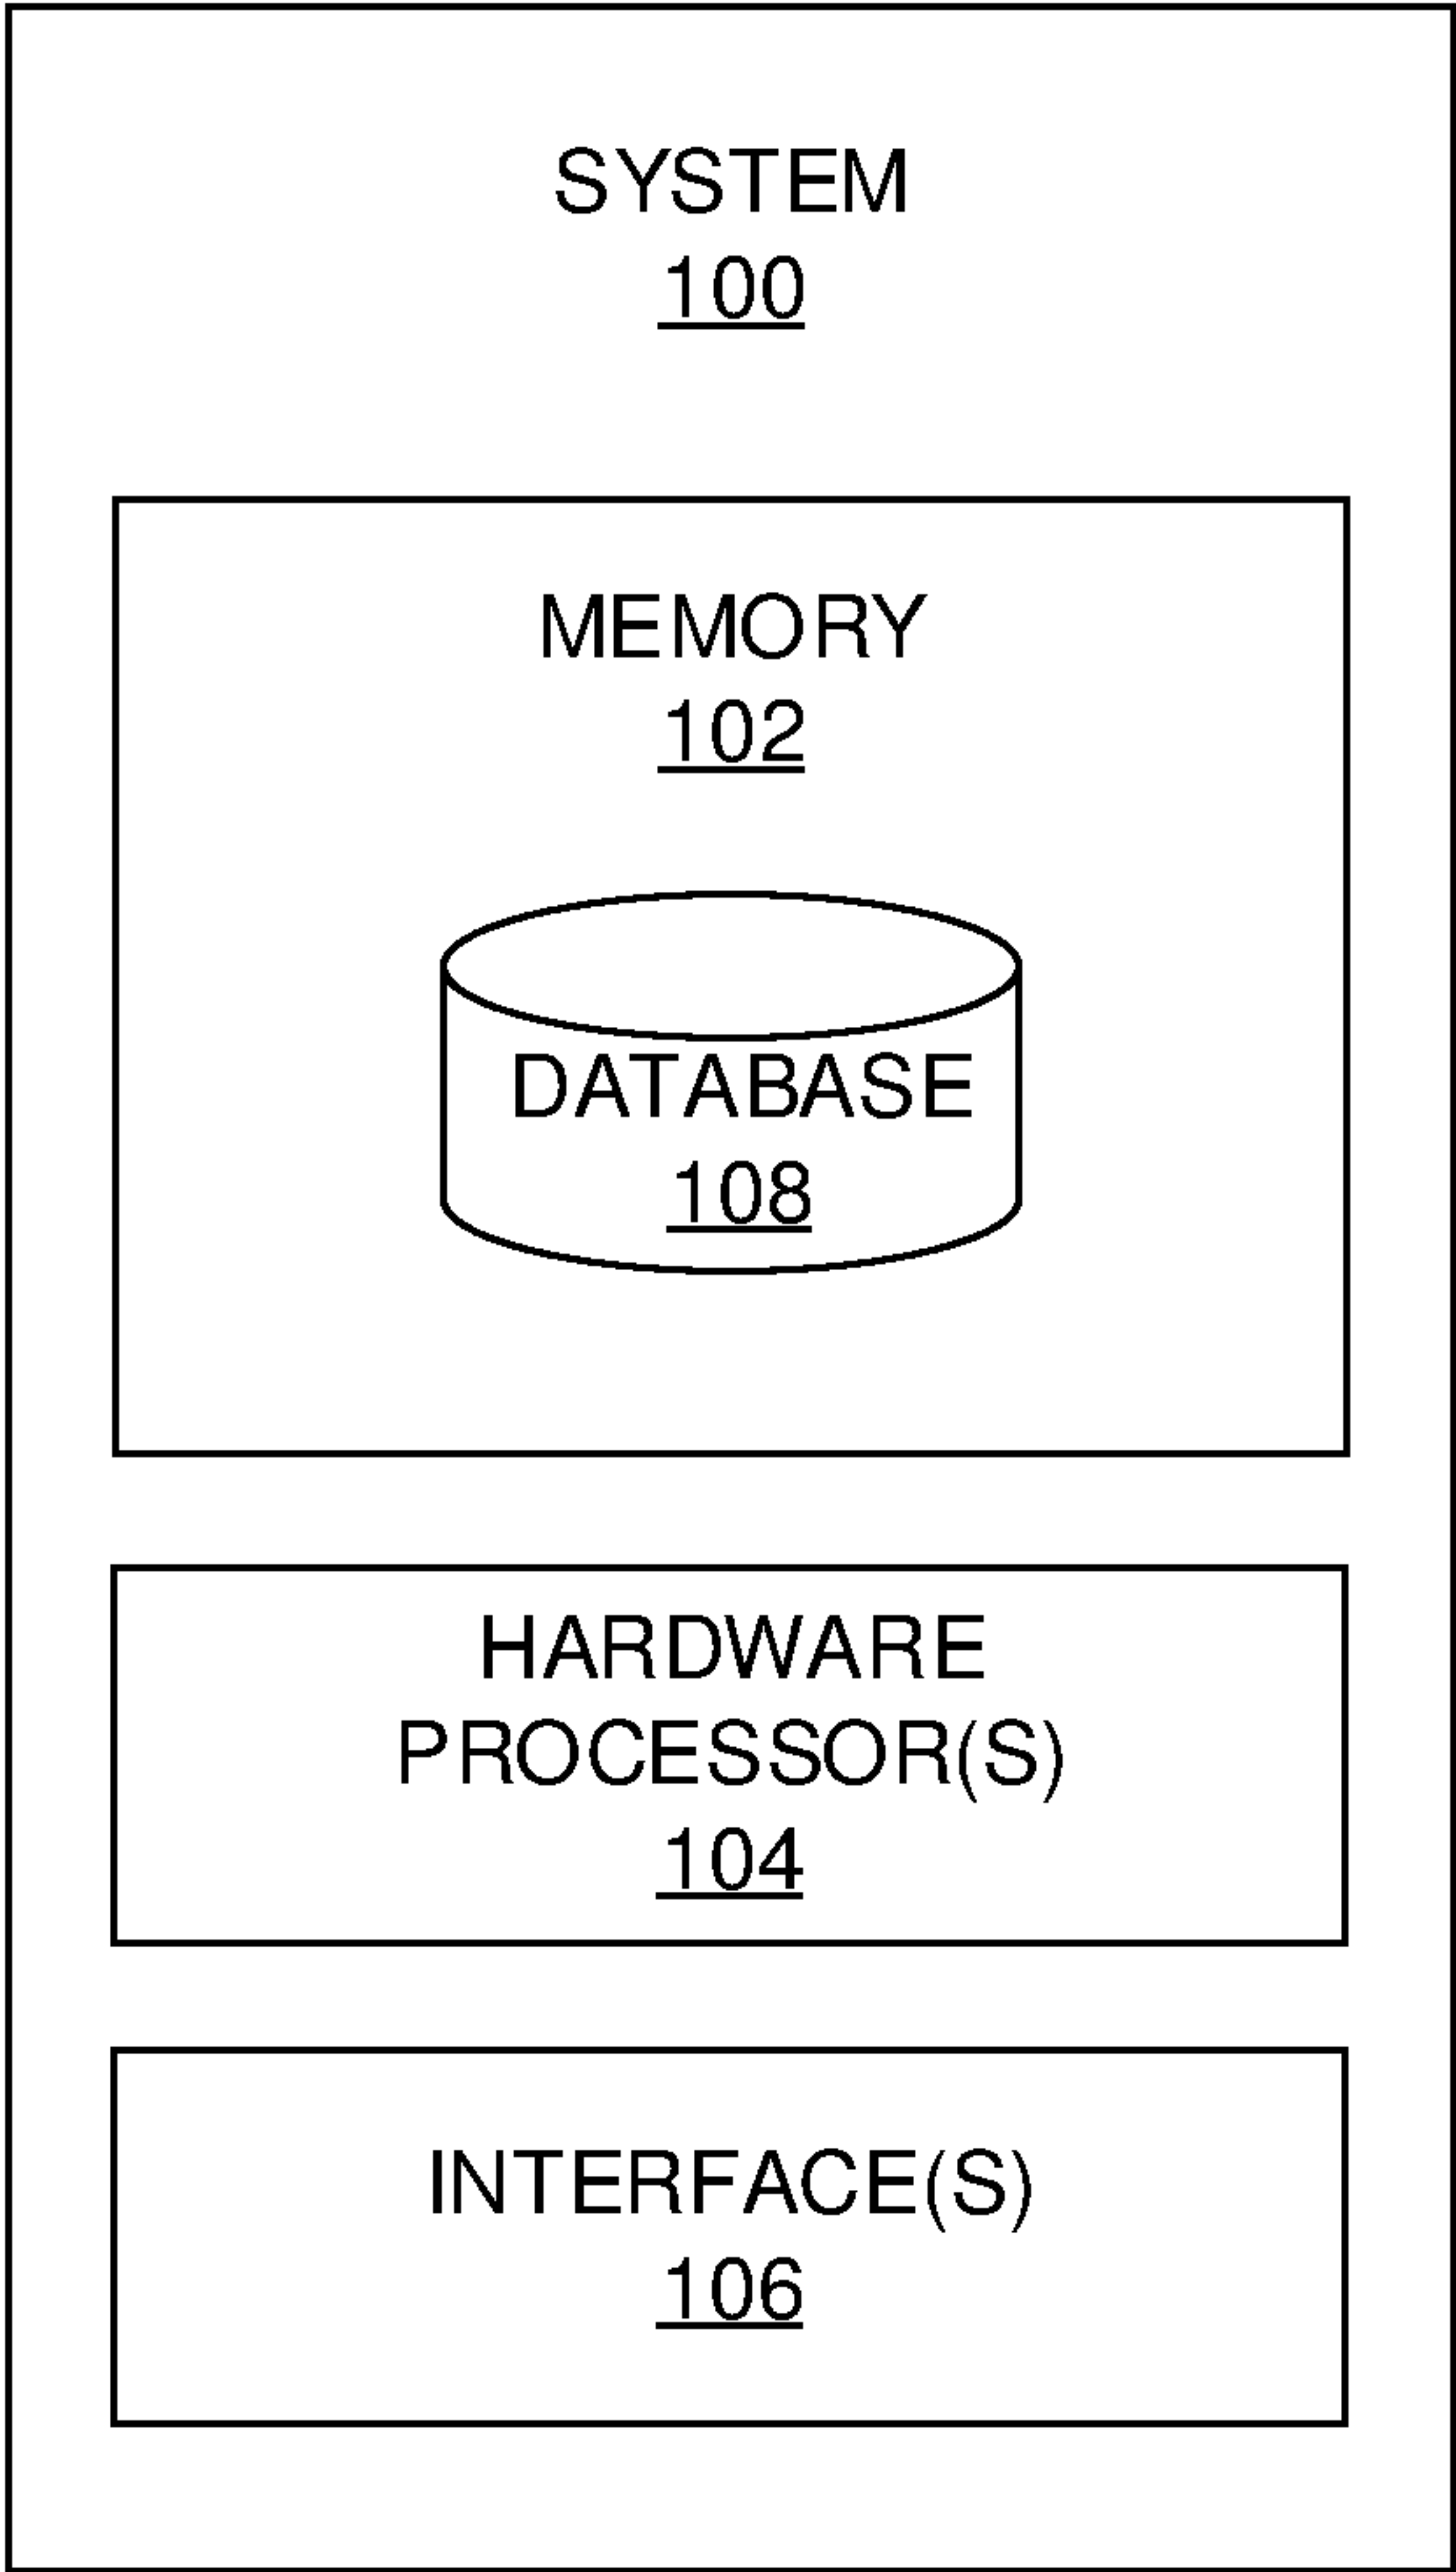 SYSTEM
100
MEMORY
102
DATABASE
108
HARDWARE
PROCESSOR(S)
104
INTERFACE(S)
106